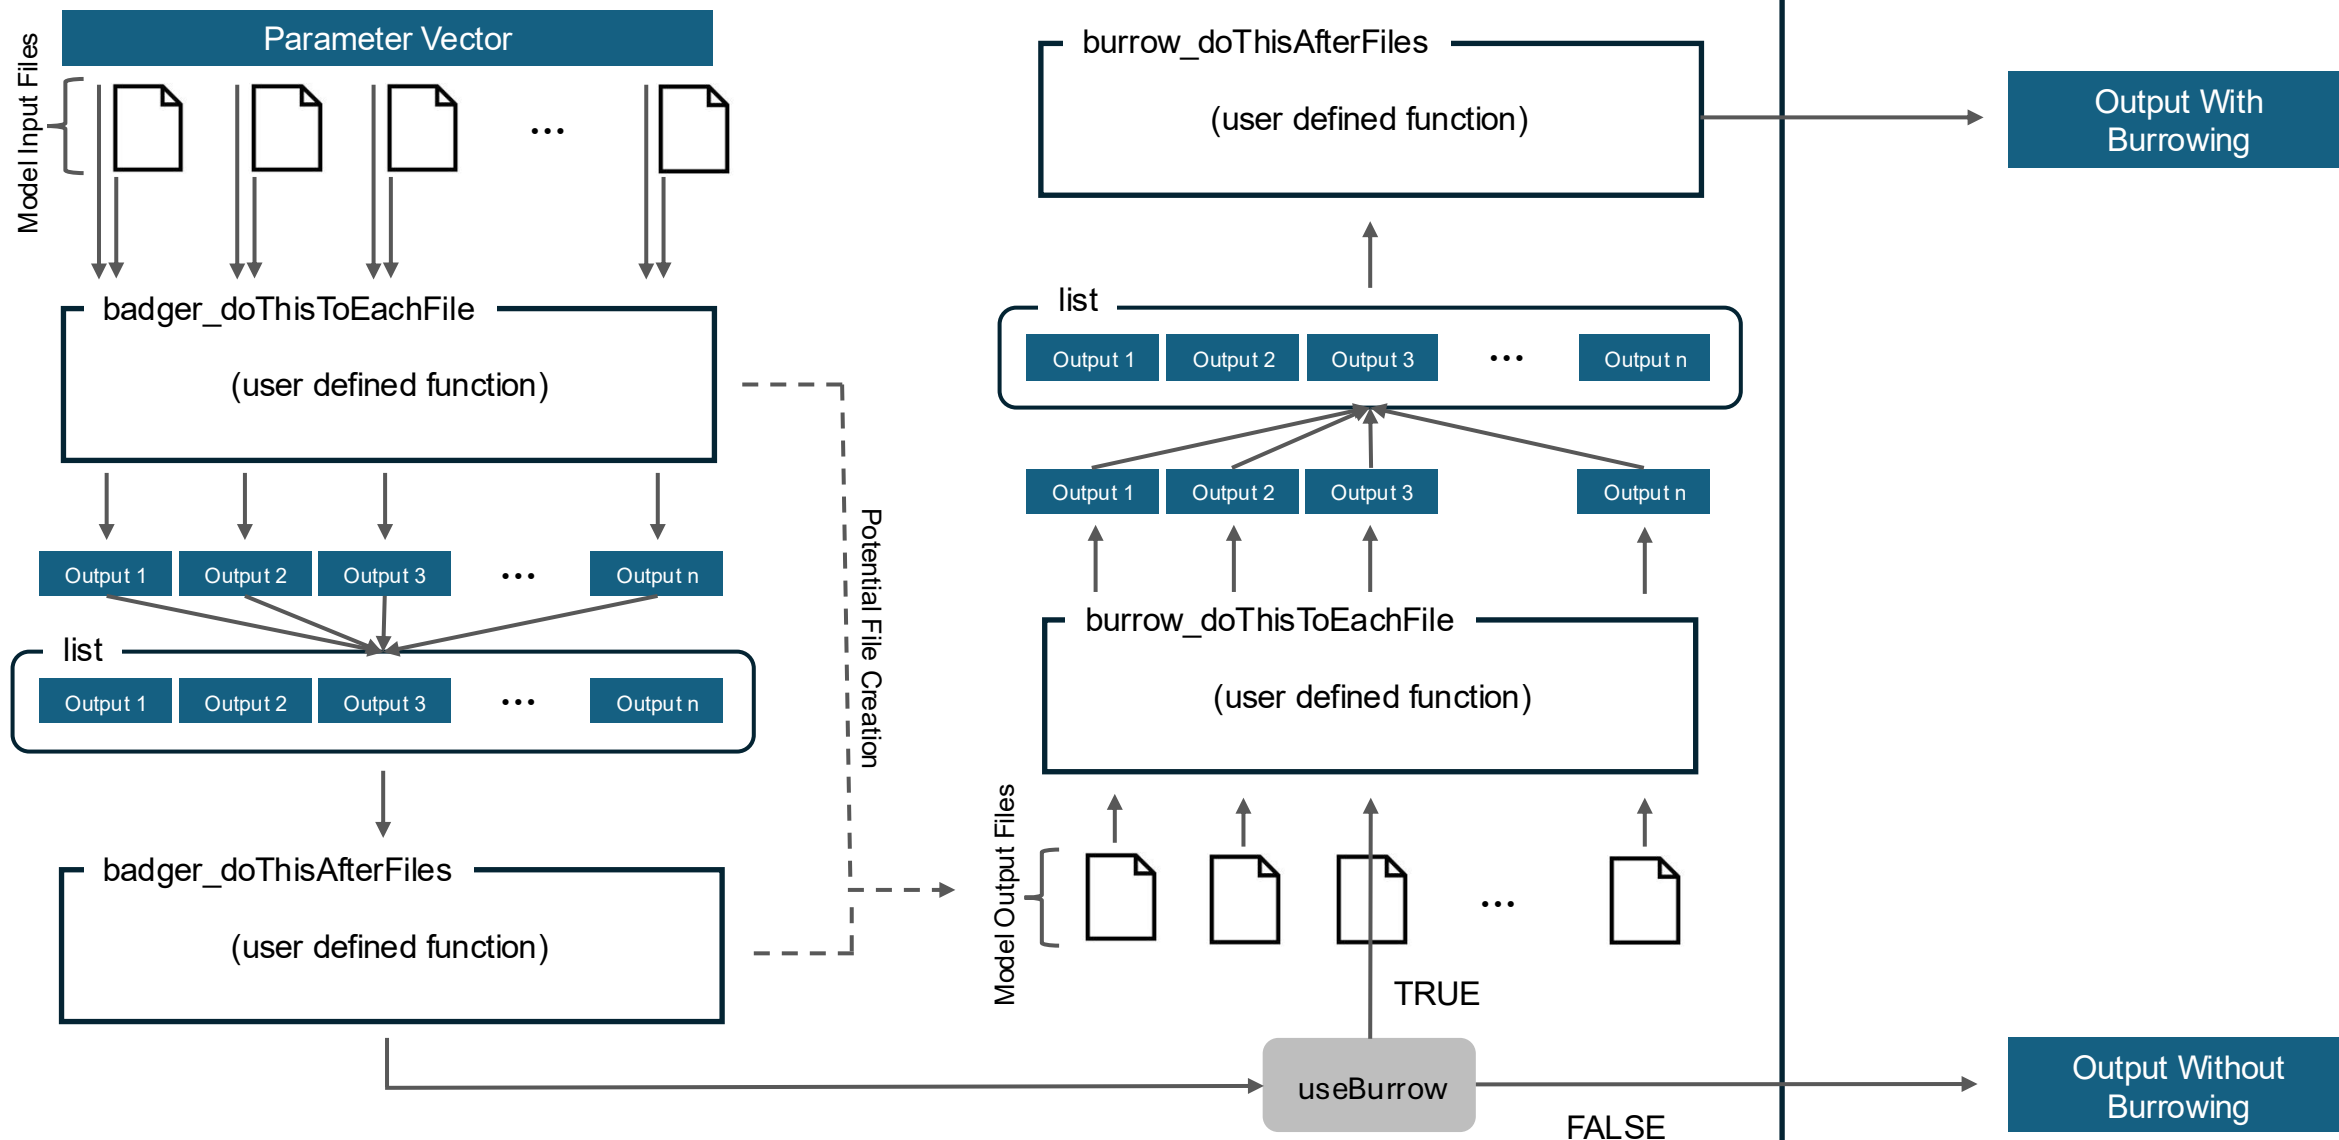 Parameter Vector
Model Input Files
...
badger_doThisToEachFile
(user defined function)
Output 1
Output 2
Output 3
...
Output n
list
Output 1
Output 2
Output 3
...
Output n
badger_doThisAfterFiles
(user defined function)
Potential File Creation
burrow_doThisAfterFiles
(user defined function)
list
Output 1
Output 2
Output 3
...
Output n
Output 1
Output 2
Output 3
Output n
burrow_doThisToEachFile
(user defined function)
Model Output Files
...
TRUE
useBurrow
FALSE
Output With
Burrowing
Output Without
Burrowing